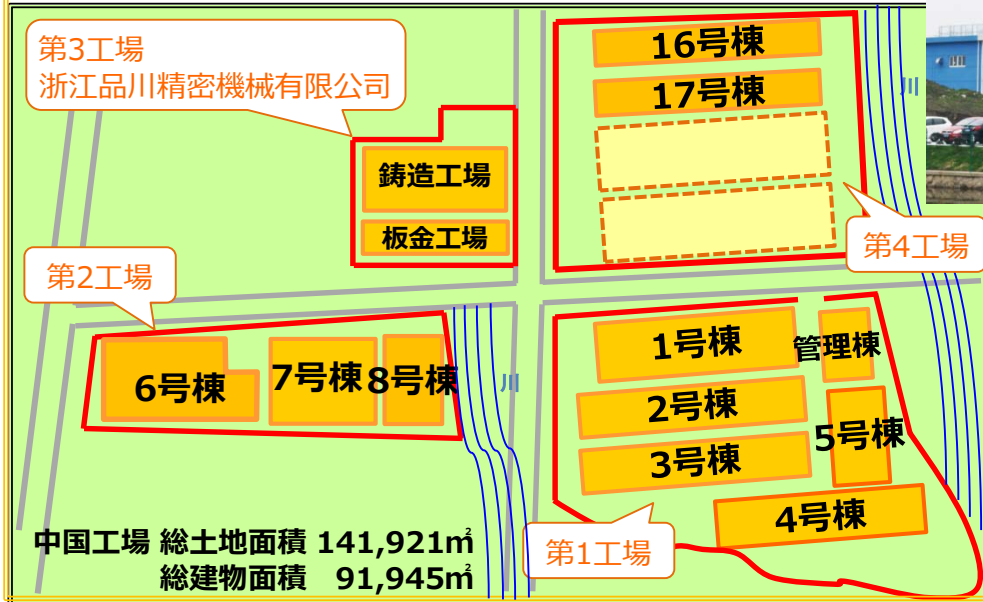 第3工場
浙江品川精密機械有限公司
16号棟
17号棟
川
鋳造工場
板金工場
第4工場
第2工場
6号棟
7号棟
8号棟
川
1号棟
管理棟
2号棟
5号棟
3号棟
4号棟
第1工場
中国工場 総土地面積 141,921㎡
総建物面積 91,945㎡